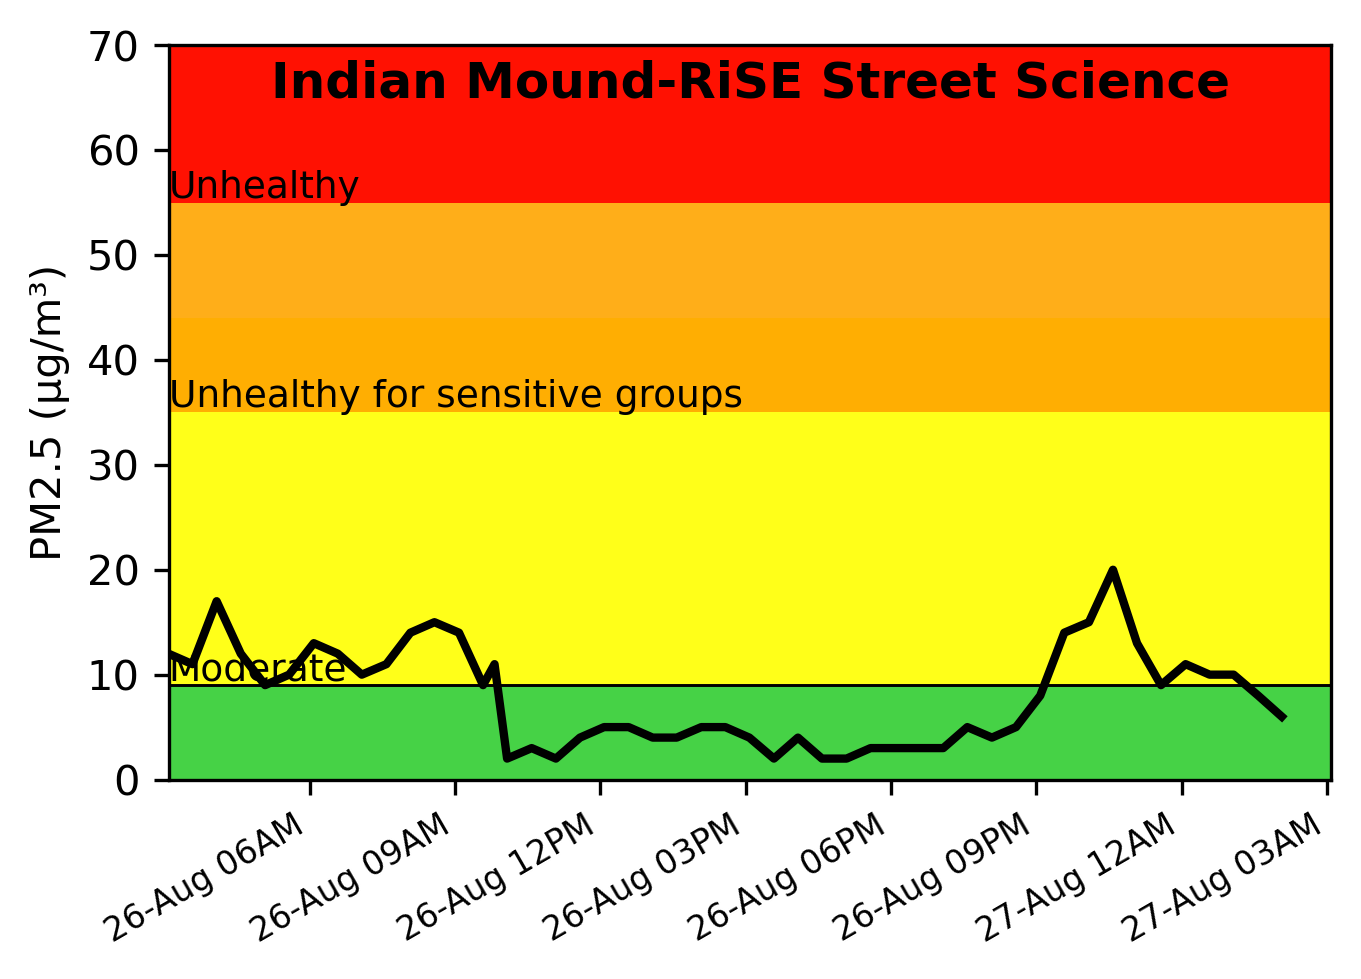 Indian Mound-RiSE Street Science
PM2.5 (µg/m³)
70
60
50
40
30
20
10
0
Unhealthy
Unhealthy for sensitive groups
Moderate
26-Aug 06AM
26-Aug 09AM
26-Aug 12PM
26-Aug 03PM
26-Aug 06PM
26-Aug 09PM
27-Aug 12AM
27-Aug 03AM